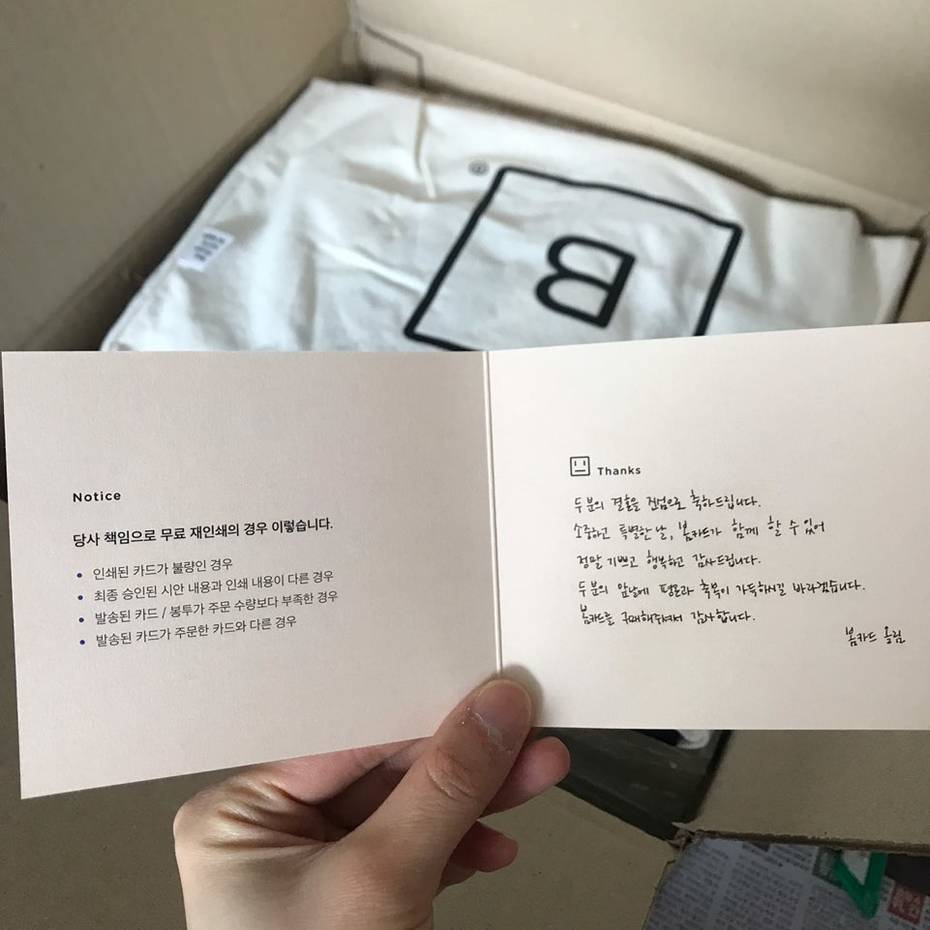 B
Notice
당사 책임으로 무료 재인쇄의 경우 이렇습니다.
• 인쇄된 카드가 불량인 경우
• 최종 승인된 시안 내용과 인쇄 내용이 다른 경우
• 발송된 카드 / 봉투가 주문 수량보다 부족한 경우
• 발송된 카드가 주문한 카드와 다른 경우
Thanks
두 분의 결혼을 진심으로 축하드립니다.
소중하고 특별한 날, 봄카드가 함께 할 수 있어
정말 기쁘고 행복하고 감사드립니다.
두 분의 앞날에 평온과 축복이 가득하시길 바라겠습니다.
봄카드를 구매해주셔서 감사합니다.
봄카드 올림